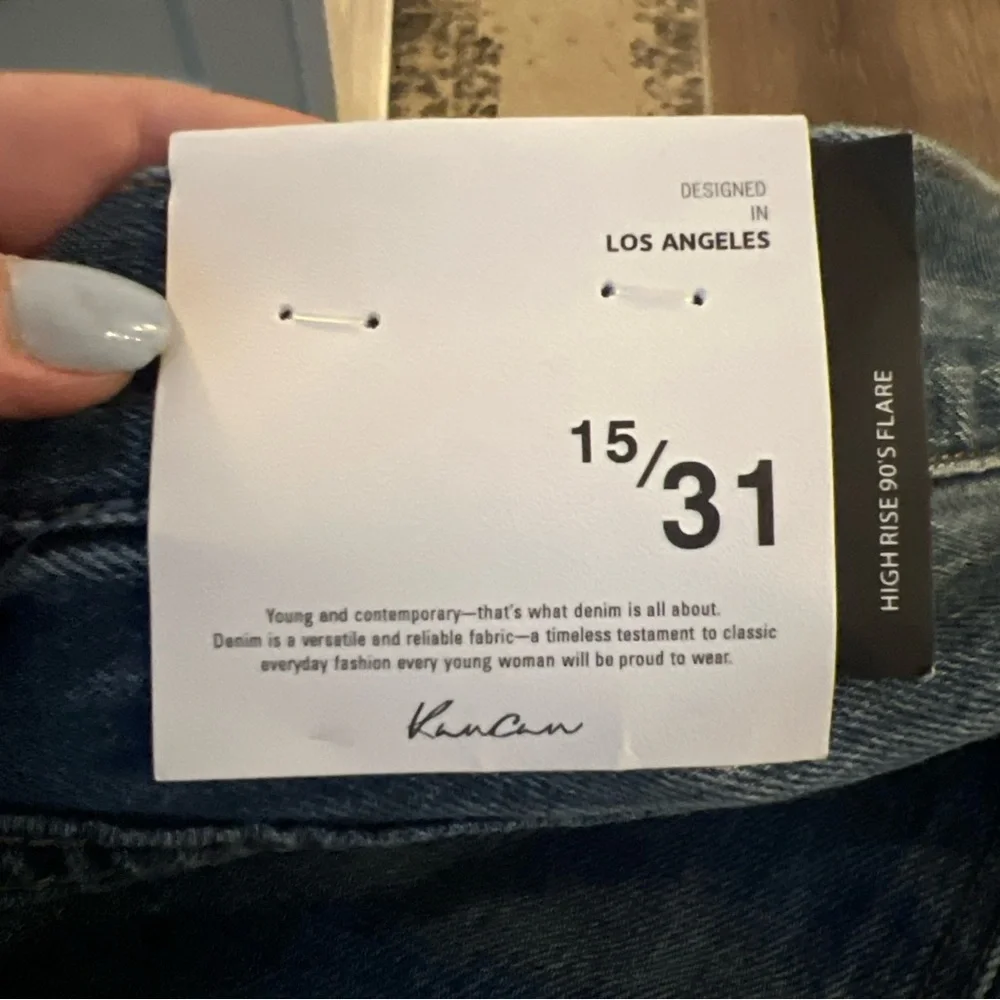 DESIGNED
IN
LOS ANGELES
15/31
Young and contemporary—that's what denim is all about.
Denim is a versatile and reliable fabric—a timeless testament to classic
everyday fashion every young woman will be proud to wear.
KanCan
HIGH RISE 90'S FLARE